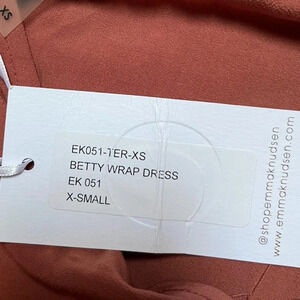 XS
EK051-TER-XS
BETTY WRAP DRESS
EK 051
X-SMALL
@shopemmaknudsen
www.emmaknudsen.com